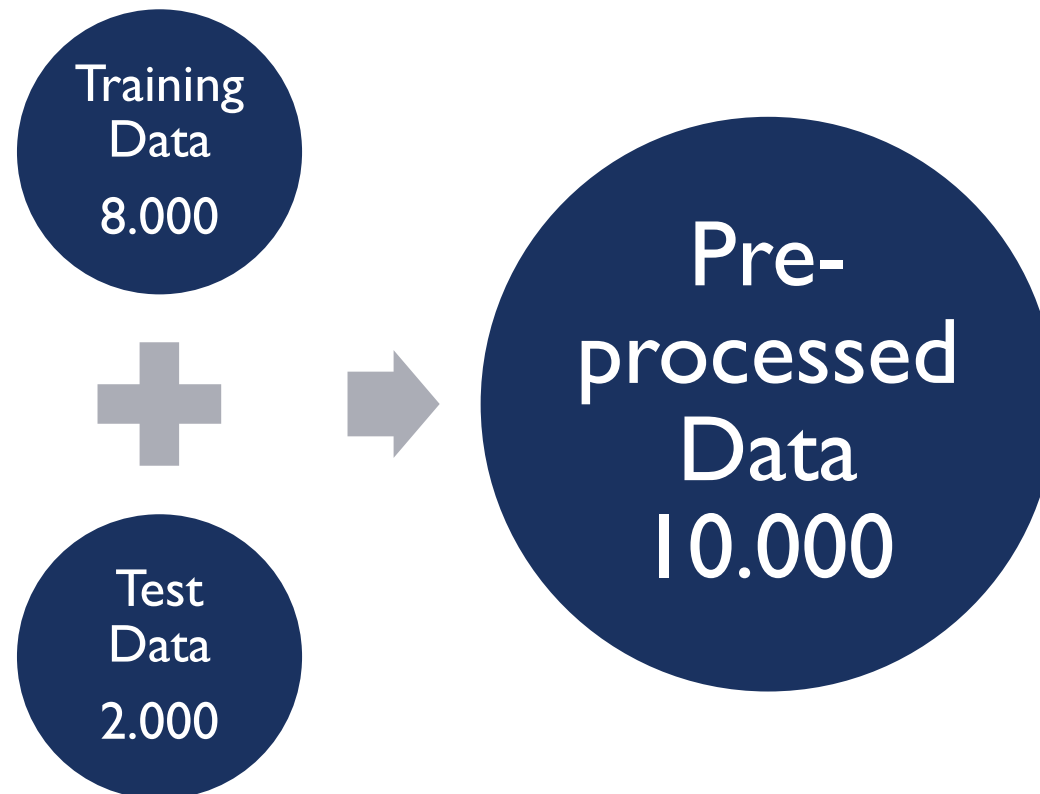 Training
Data
8.000
Test
Data
2.000
Pre-
processed
Data
10.000